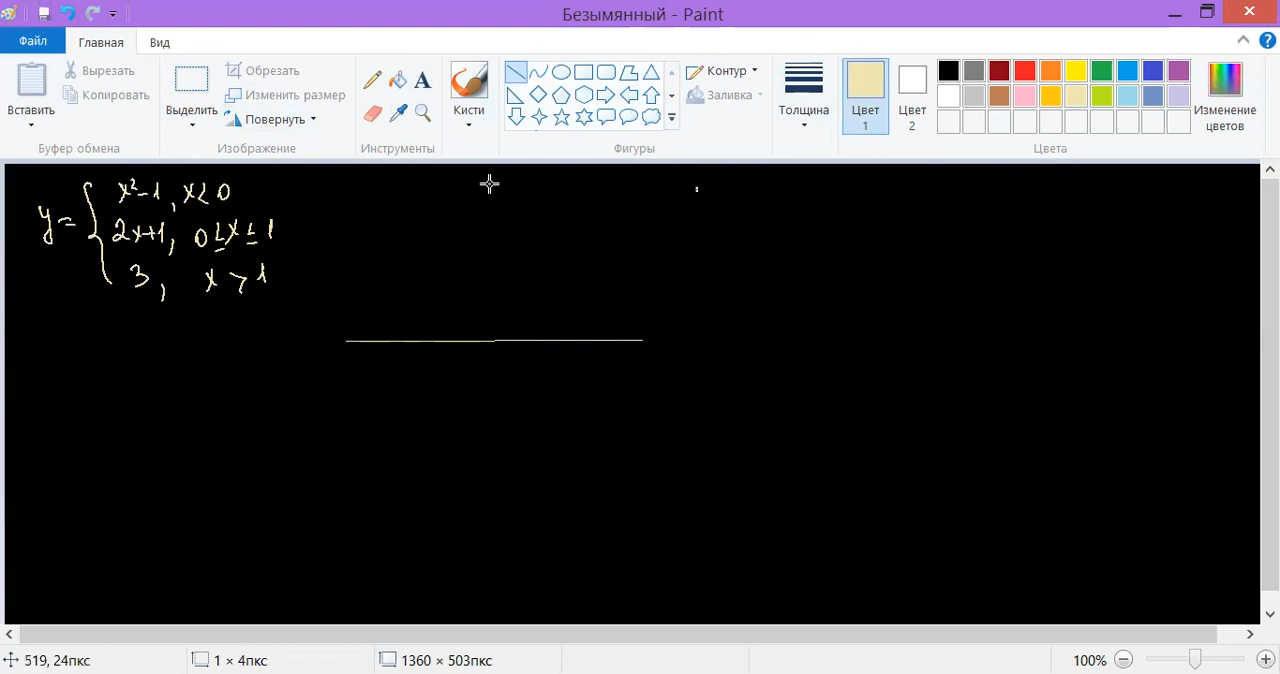 Безымянный - Paint
Файл Главная Вид
Вставить
Вырезать
Копировать
Буфер обмена
Выделить
Обрезать
Изменить размер
Повернуть
Изображение
A
Инструменты
Кисти
Контур
Заливка
Фигуры
Толщина
Цвет
1
Цвет
2
Изменение
цветов
Цвета
y = { x²-1, x<0
2x+1, 0≤x≤1
3, x>1
519, 24пкс 1 × 4пкс 1360 × 503пкс 100%